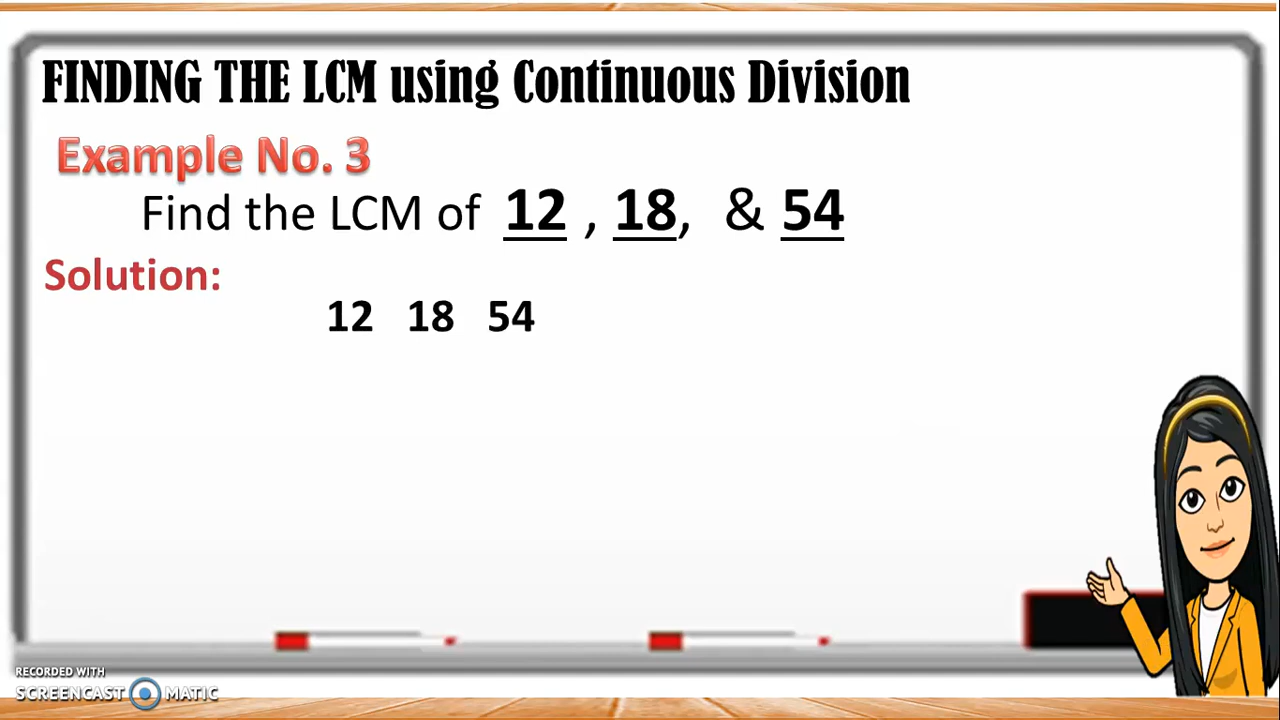 FINDING THE LCM using Continuous Division
Example No. 3
Find the LCM of 12 , 18, & 54
Solution:
12 18 54
RECORDED WITH
SCREENCAST MATIC